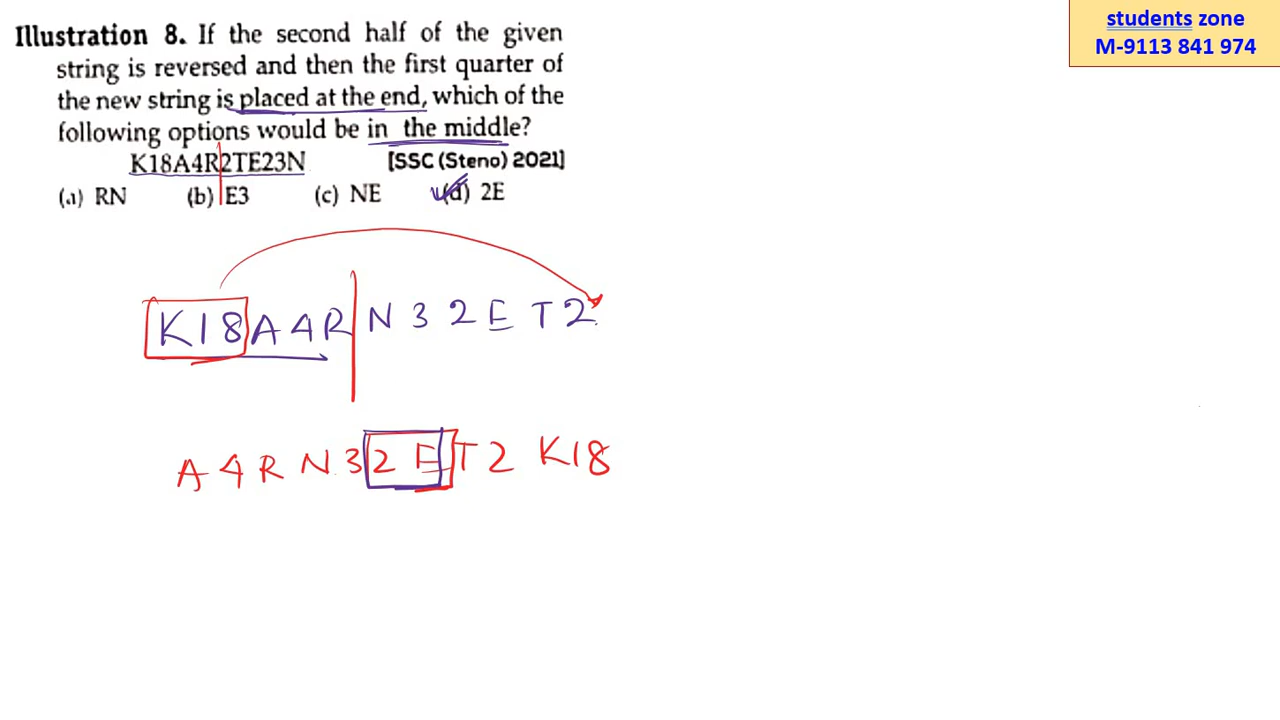 Illustration 8. If the second half of the given
string is reversed and then the first quarter of
the new string is placed at the end, which of the
following options would be in the middle?
K18A4R2TE23N [SSC (Steno) 2021]
(a) RN (b) E3 (c) NE (d) 2E
students zone
M-9113 841 974
K18A4R N32ET2
A4RN32ET2 K18